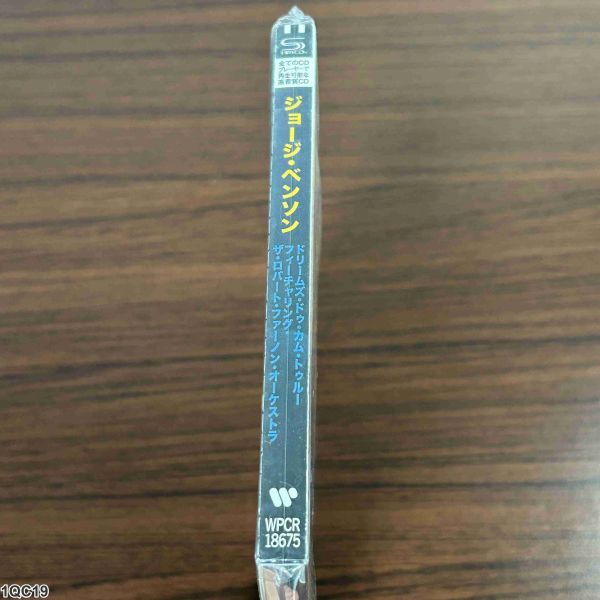 全てのCD
プレーヤーで
再生可能な
高音質CD
ジョージ・ベンソン
ドリームズ・ドゥ・カム・トゥルー
フィーチャリング
ザ・ロバート・ファーノン・オーケストラ
WPCR
18675
1QC19